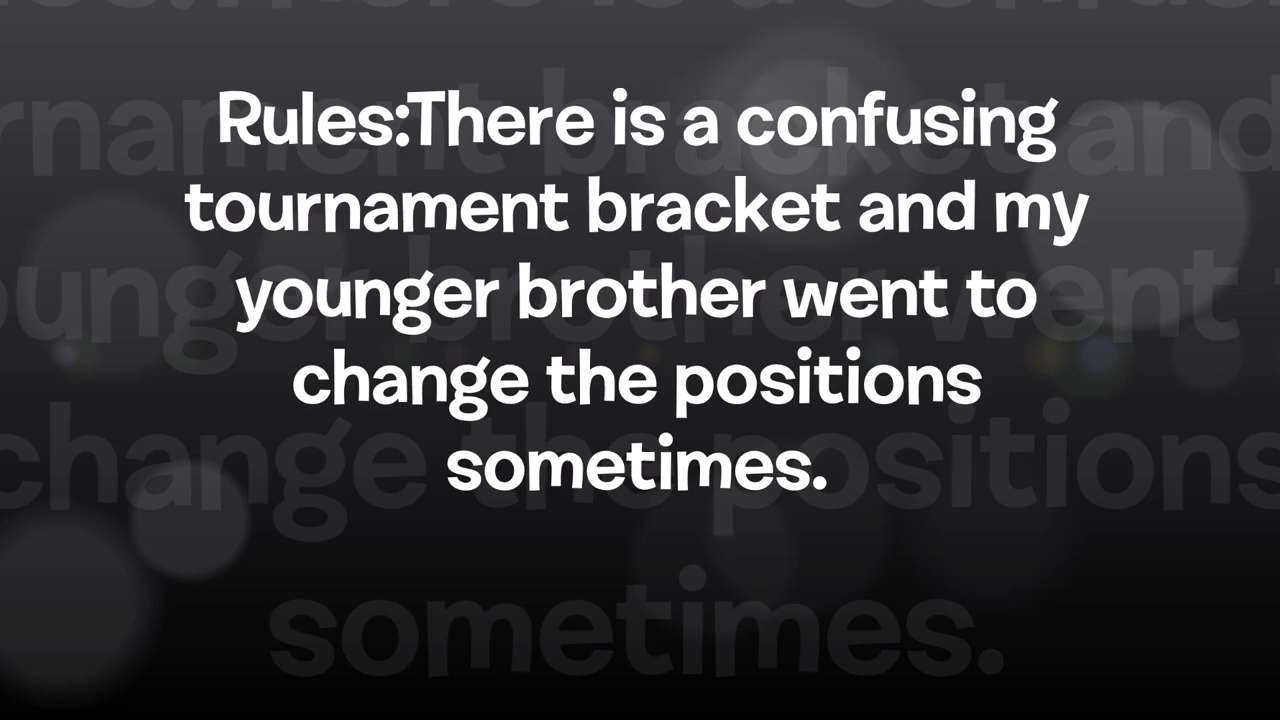 Rules:There is a confusing
tournament bracket and my
younger brother went to
change the positions
sometimes.